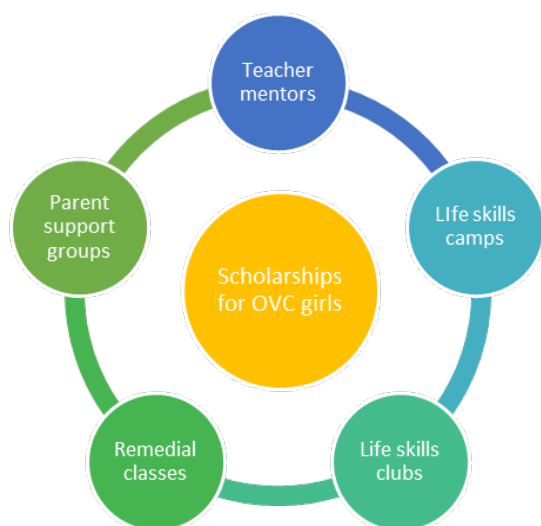 Teacher
mentors
LIfe skills
camps
Life skills
clubs
Remedial
classes
Parent
support
groups
Scholarships
for OVC girls